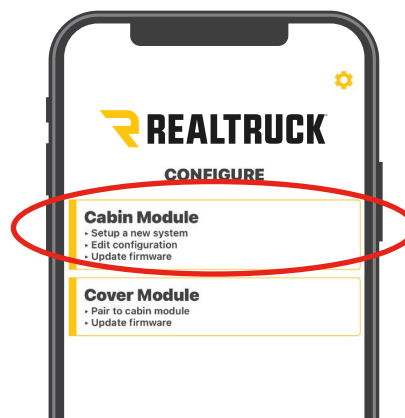 REALTRUCK
CONFIGURE
Cabin Module
▸ Setup a new system
▸ Edit configuration
▸ Update firmware
Cover Module
▸ Pair to cabin module
▸ Update firmware